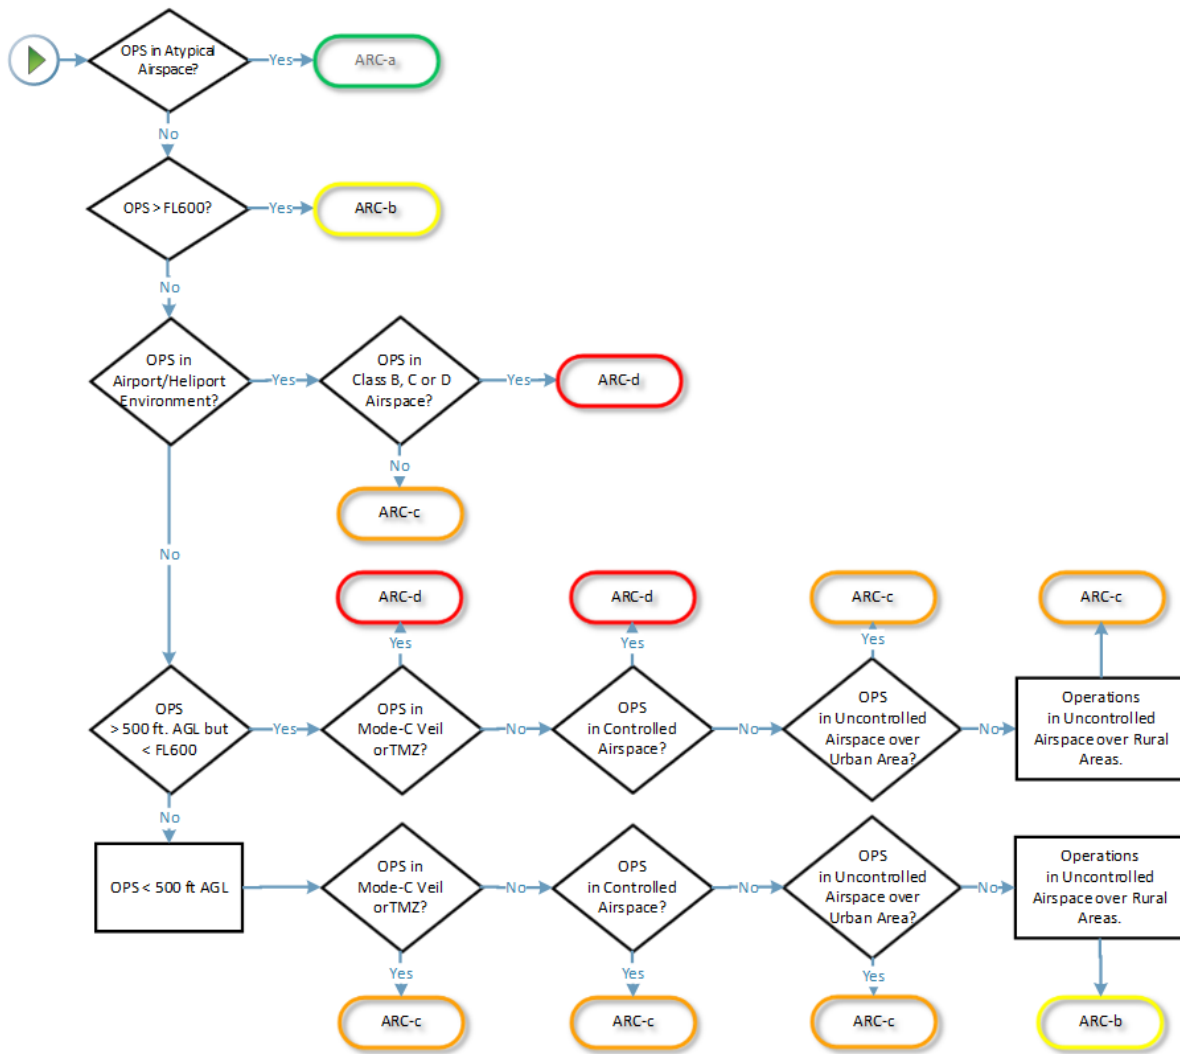 OPS in Atypical
Airspace?
Yes
ARC-a
No
OPS > FL600?
Yes
ARC-b
No
OPS in
Airport/Heliport
Environment?
Yes
OPS in
Class B, C or D
Airspace?
Yes
ARC-d
No
ARC-c
No
ARC-d
ARC-d
ARC-c
ARC-c
Yes
Yes
Yes
OPS
> 500 ft. AGL but
< FL600
Yes
OPS in
Mode-C Veil
or TMZ?
No
OPS
in Controlled
Airspace?
No
OPS
in Uncontrolled
Airspace over
Urban Area?
No
Operations
in Uncontrolled
Airspace over Rural
Areas.
No
OPS < 500 ft AGL
OPS in
Mode-C Veil
or TMZ?
No
OPS
in Controlled
Airspace?
No
OPS
in Uncontrolled
Airspace over
Urban Area?
No
Operations
in Uncontrolled
Airspace over Rural
Areas.
Yes
Yes
Yes
ARC-c
ARC-c
ARC-c
ARC-b